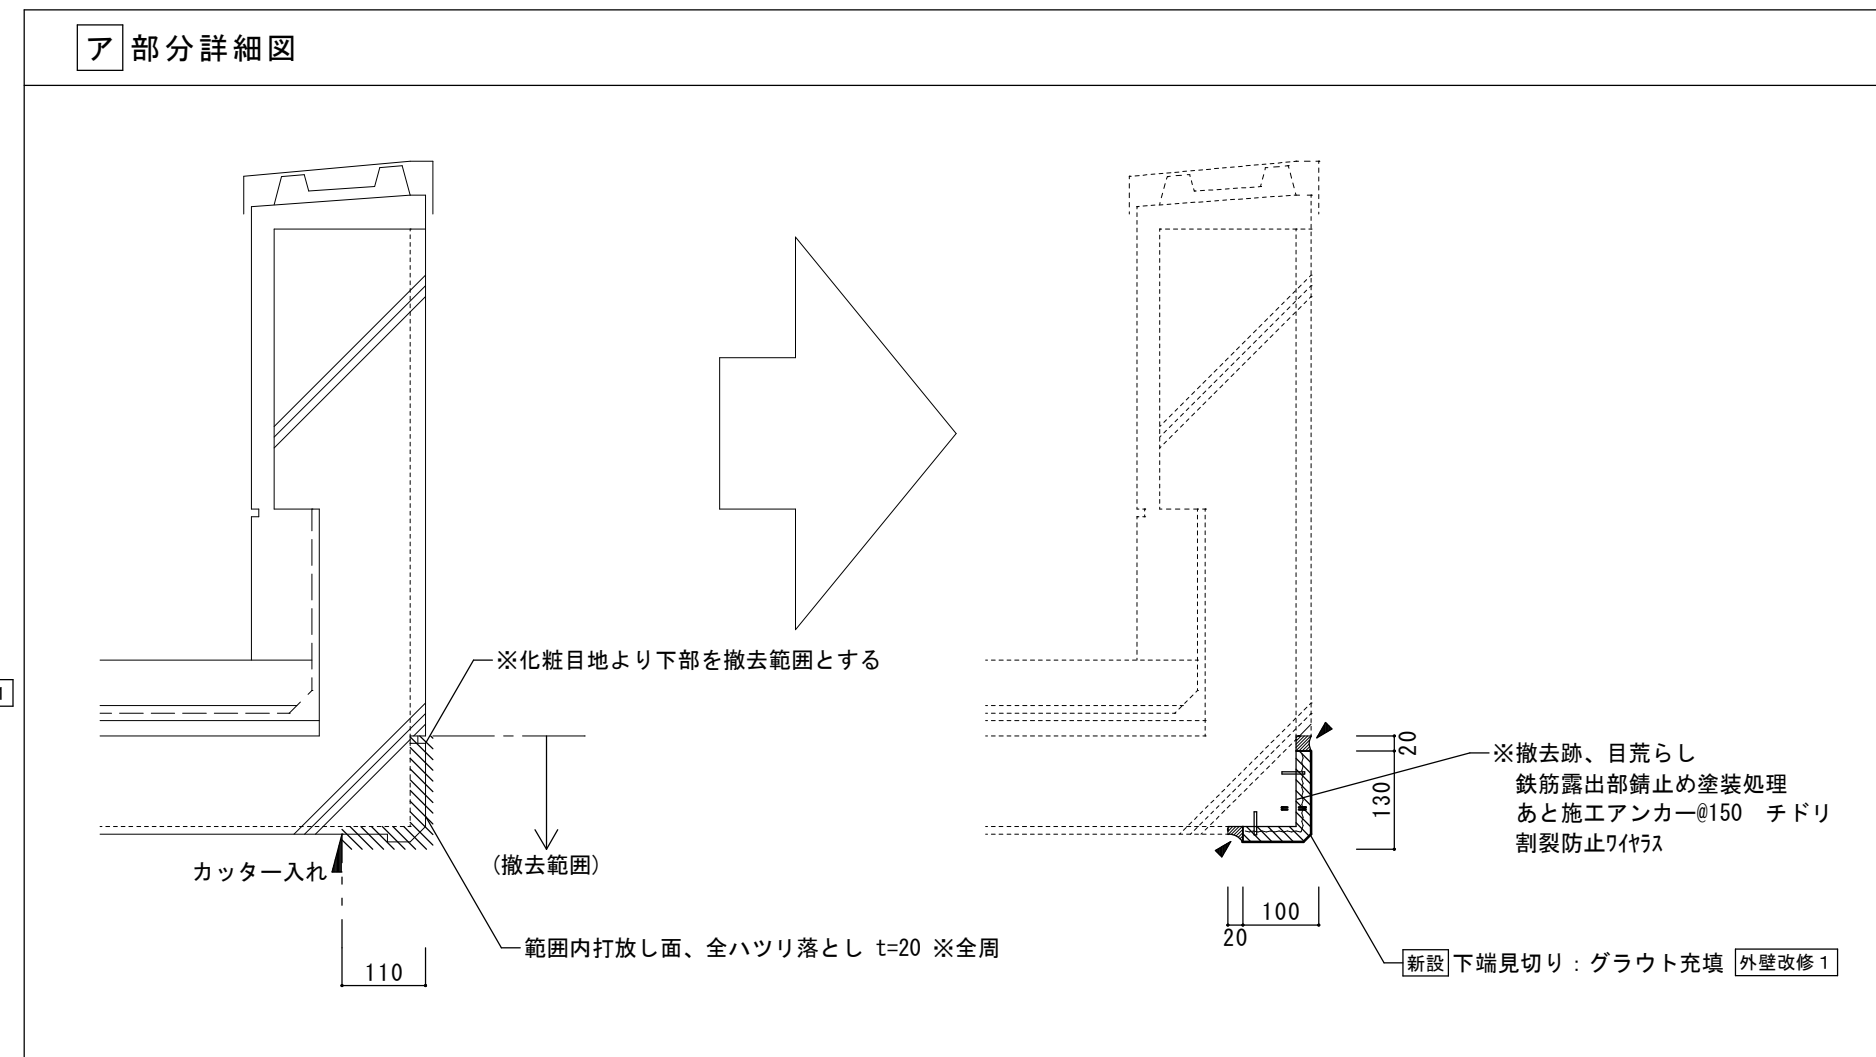 ア 部分詳細図
※化粧目地より下部を撤去範囲とする
カッター入れ
(撤去範囲)
範囲内打放し面、全ハツリ落とし t=20 ※全周
110
20
130
※撤去跡、目荒らし
鉄筋露出部錆止め塗装処理
あと施工アンカー@150 チドリ
割裂防止ワイヤラス
100
20
新設 下端見切り：グラウト充填 外壁改修1